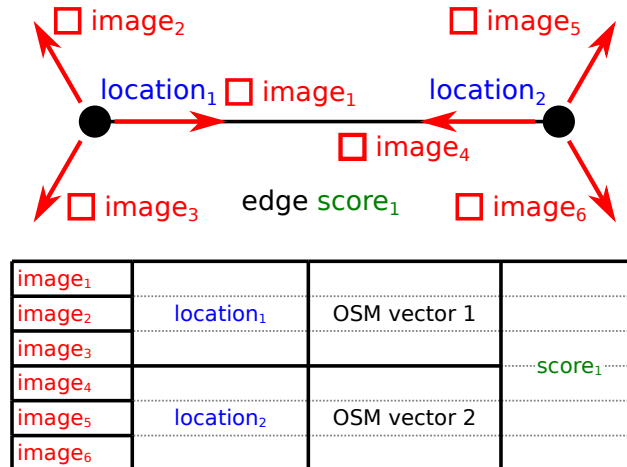 image₂
image₅
location₁
image₁
location₂
image₄
image₃
edge score₁
image₆
image₁
image₂
location₁
OSM vector 1
image₃
score₁
image₄
image₅
location₂
OSM vector 2
image₆